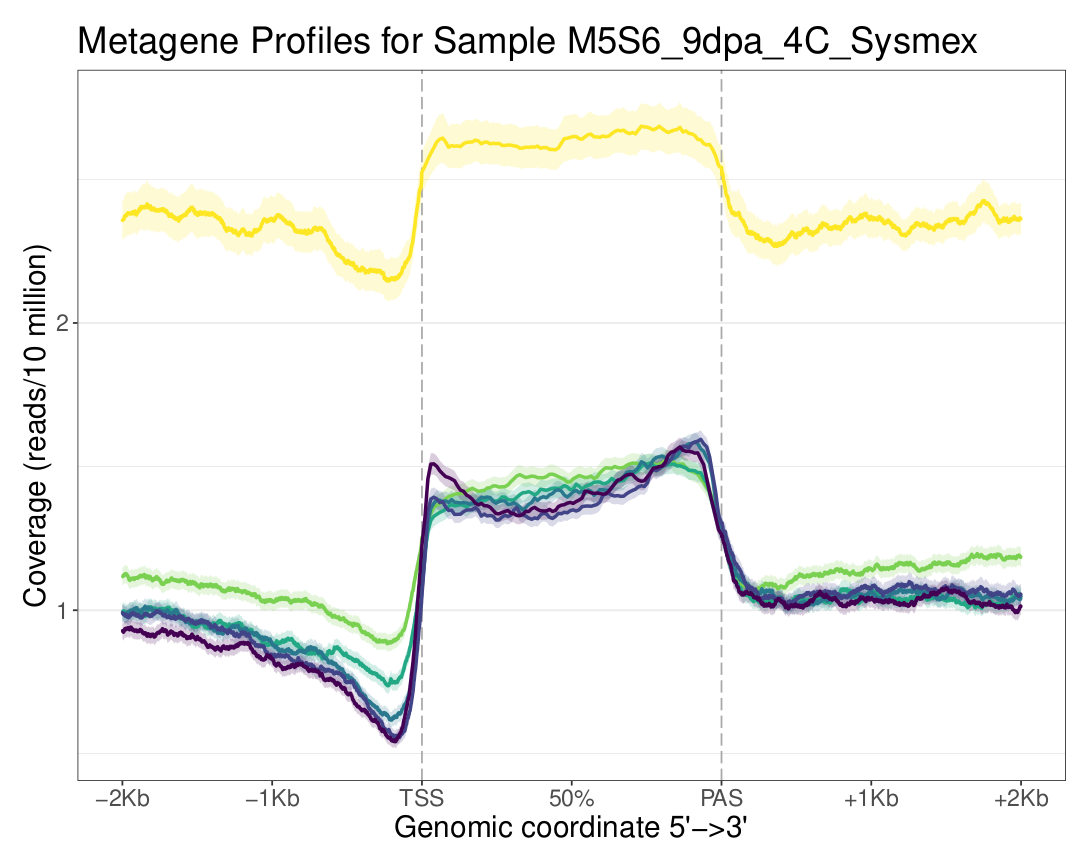 Metagene Profiles for Sample M5S6_9dpa_4C_Sysmex
Coverage (reads/10 million)
2
1
−2Kb
−1Kb
TSS
50%
PAS
+1Kb
+2Kb
Genomic coordinate 5'−>3'